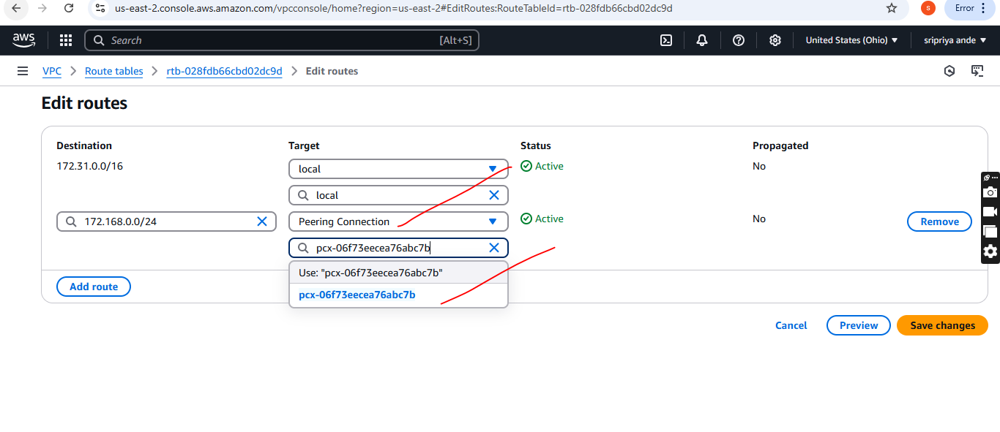 us-east-2.console.aws.amazon.com/vpcconsole/home?region=us-east-2#EditRoutes:RouteTableId=rtb-028fdb66cbd02dc9d
S
Error
aws
Search
[Alt+S]
United States (Ohio)
sripriya ande
VPC
Route tables
rtb-028fdb66cbd02dc9d
Edit routes
Edit routes
Destination Target Status Propagated
172.31.0.0/16 local Active No
local
172.168.0.0/24 Peering Connection Active No Remove
pcx-06f73eecea76abc7b
Use: "pcx-06f73eecea76abc7b"
Add route
pcx-06f73eecea76abc7b
Cancel Preview Save changes